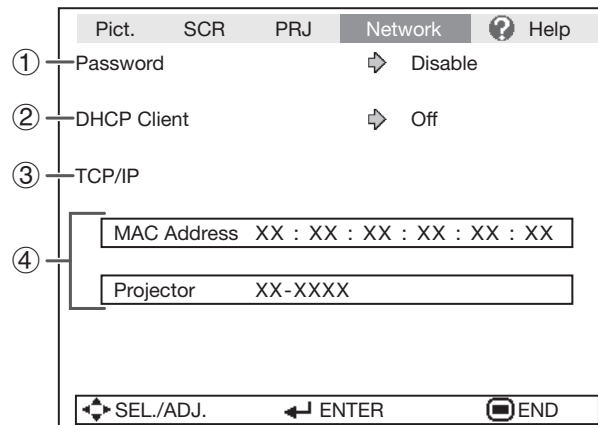 Pict. SCR PRJ Network ? Help
① Password Disable
② DHCP Client Off
③ TCP/IP
④
MAC Address XX : XX : XX : XX : XX : XX
Projector XX-XXXX
SEL./ADJ. ENTER END